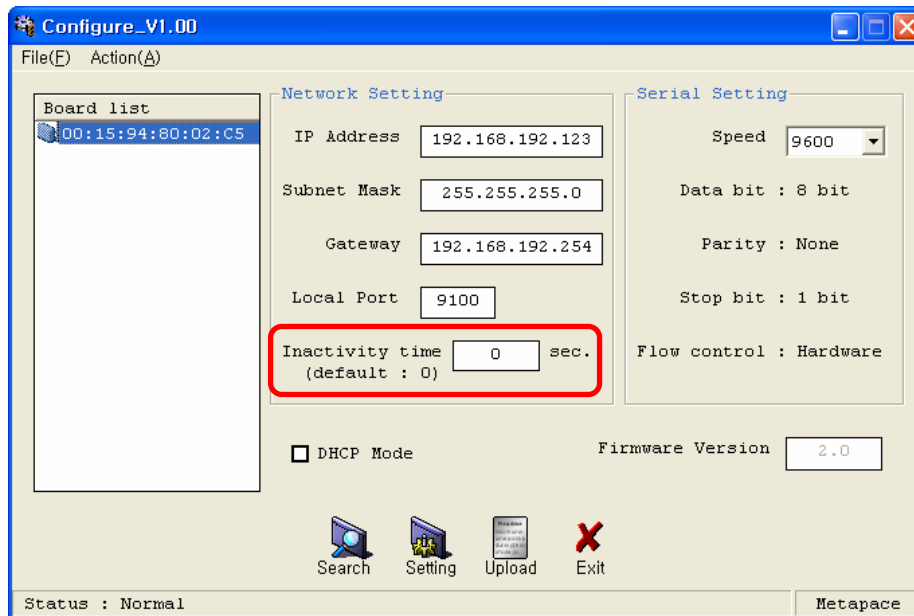 Configure_V1.00
File(F) Action(A)
Board list
00:15:94:80:02:C5
Network Setting
IP Address 192.168.192.123
Subnet Mask 255.255.255.0
Gateway 192.168.192.254
Local Port 9100
Inactivity time 0 sec.
(default : 0)
Serial Setting
Speed 9600
Data bit : 8 bit
Parity : None
Stop bit : 1 bit
Flow control : Hardware
DHCP Mode
Firmware Version 2.0
Search Setting Upload Exit
Status : Normal Metapace